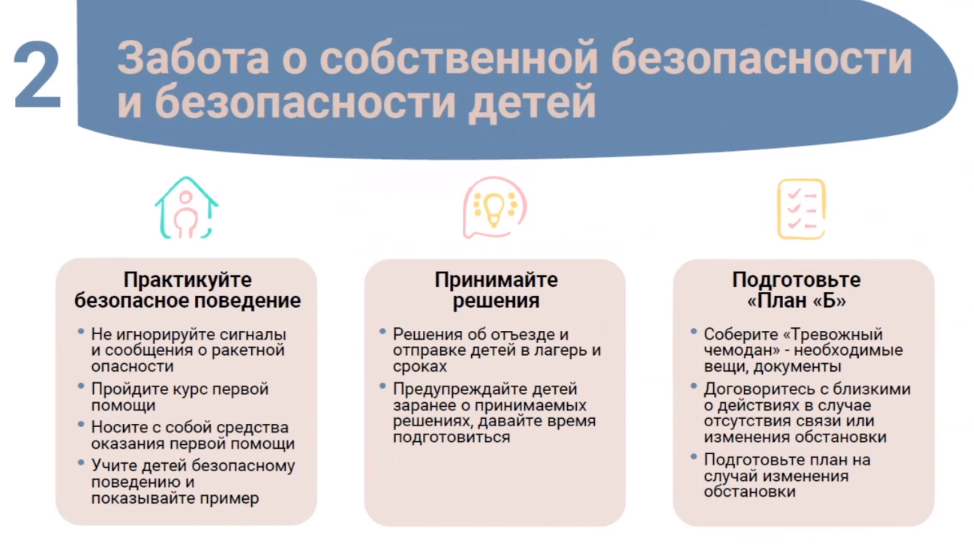 2
Забота о собственной безопасности
и безопасности детей
Практикуйте
безопасное поведение
• Не игнорируйте сигналы
и сообщения о ракетной
опасности
• Пройдите курс первой
помощи
• Носите с собой средства
оказания первой помощи
• Учите детей безопасному
поведению и
показывайте пример
Принимайте
решения
• Решения об отъезде и
отправке детей в лагерь и
сроках
• Предупреждайте детей
заранее о принимаемых
решениях, давайте время
подготовиться
Подготовьте
«План «Б»
• Соберите «Тревожный
чемодан» - необходимые
вещи, документы
• Договоритесь с близкими
о действиях в случае
отсутствия связи или
изменения обстановки
• Подготовьте план на
случай изменения
обстановки